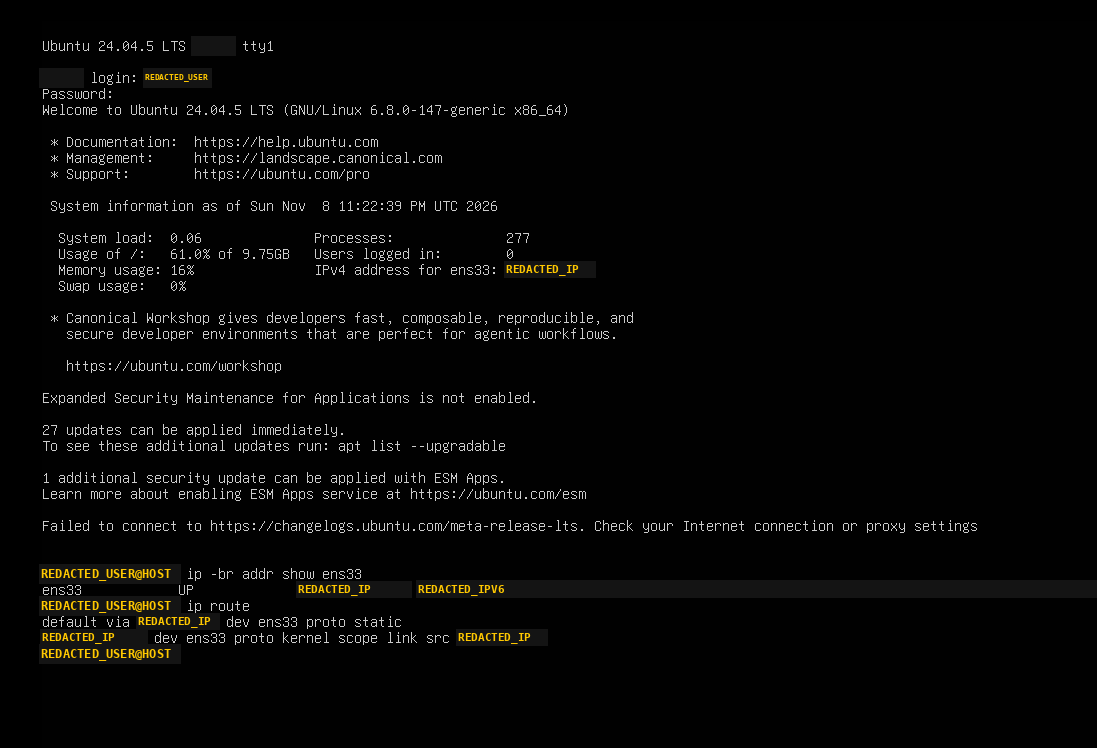 Ubuntu 24.04.5 LTS tty1
login: REDACTED_USER
Password:
Welcome to Ubuntu 24.04.5 LTS (GNU/Linux 6.8.0-147-generic x86_64)
* Documentation: https://help.ubuntu.com
* Management: https://landscape.canonical.com
* Support: https://ubuntu.com/pro
System information as of Sun Nov 8 11:22:39 PM UTC 2026
System load: 0.06 Processes: 277
Usage of /: 61.0% of 9.75GB Users logged in: 0
Memory usage: 16% IPv4 address for ens33: REDACTED_IP
Swap usage: 0%
* Canonical Workshop gives developers fast, composable, reproducible, and
secure developer environments that are perfect for agentic workflows.
https://ubuntu.com/workshop
Expanded Security Maintenance for Applications is not enabled.
27 updates can be applied immediately.
To see these additional updates run: apt list --upgradable
1 additional security update can be applied with ESM Apps.
Learn more about enabling ESM Apps service at https://ubuntu.com/esm
Failed to connect to https://changelogs.ubuntu.com/meta-release-lts. Check your Internet connection or proxy settings
REDACTED_USER@HOST ip -br addr show ens33
ens33 UP REDACTED_IP REDACTED_IPV6
REDACTED_USER@HOST ip route
default via REDACTED_IP dev ens33 proto static
REDACTED_IP dev ens33 proto kernel scope link src REDACTED_IP
REDACTED_USER@HOST